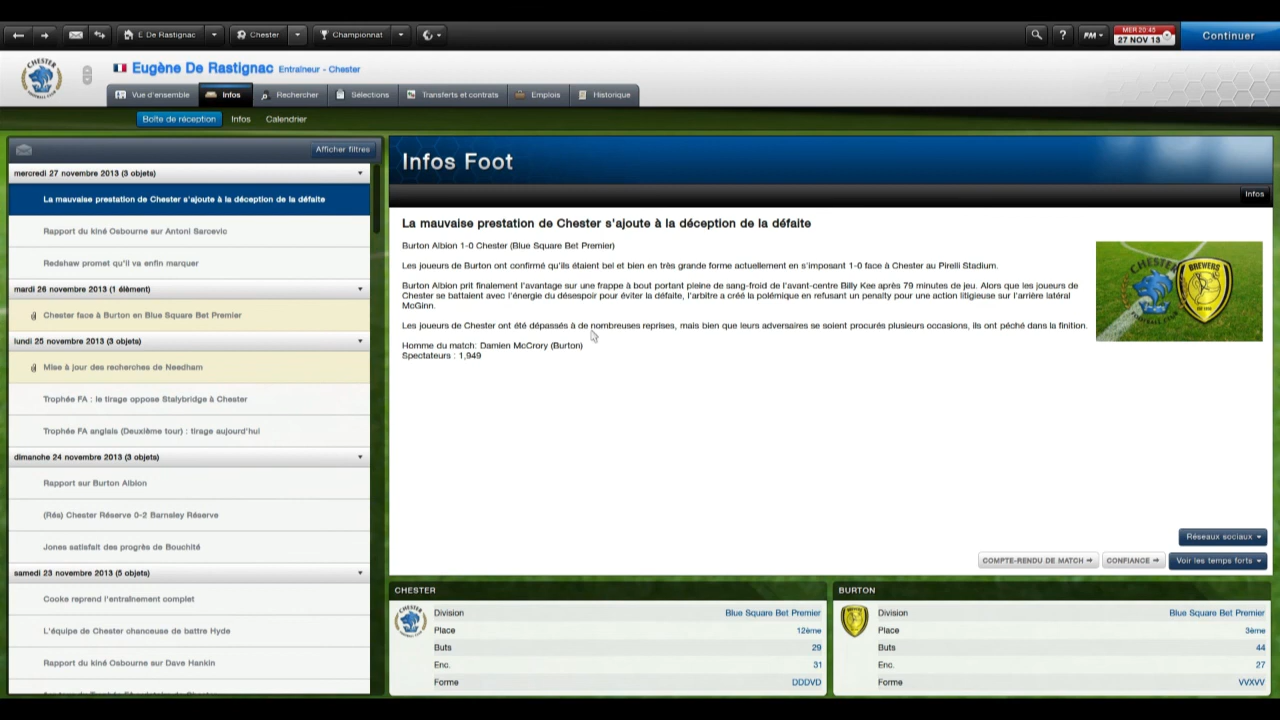 E. De Rastignac
Chester
Championnat
?
FM
MER 20:45
27 NOV 13
Continuer
Eugène De Rastignac Entraîneur - Chester
Vue d'ensemble
Infos
Rechercher
Sélections
Transferts et contrats
Emplois
Historique
Boîte de réception
Infos
Calendrier
Afficher filtres
mercredi 27 novembre 2013 (3 objets)
La mauvaise prestation de Chester s'ajoute à la déception de la défaite
Rapport du kiné Osbourne sur Antoni Sarcevic
Redshaw promet qu'il va enfin marquer
mardi 26 novembre 2013 (1 élément)
Chester face à Burton en Blue Square Bet Premier
lundi 25 novembre 2013 (3 objets)
Mise à jour des recherches de Needham
Trophée FA : le tirage oppose Stalybridge à Chester
Trophée FA anglais (Deuxième tour) : tirage aujourd'hui
dimanche 24 novembre 2013 (3 objets)
Rapport sur Burton Albion
(Rés) Chester Réserve 0-2 Barnsley Réserve
Jones satisfait des progrès de Bouchité
samedi 23 novembre 2013 (5 objets)
Cooke reprend l'entraînement complet
L'équipe de Chester chanceuse de battre Hyde
Rapport du kiné Osbourne sur Dave Hankin
Infos Foot
Infos
La mauvaise prestation de Chester s'ajoute à la déception de la défaite
Burton Albion 1-0 Chester (Blue Square Bet Premier)
Les joueurs de Burton ont confirmé qu'ils étaient bel et bien en très grande forme actuellement en s'imposant 1-0 face à Chester au Pirelli Stadium.
Burton Albion prit finalement l'avantage sur une frappe à bout portant pleine de sang-froid de l'avant-centre Billy Kee après 79 minutes de jeu. Alors que les joueurs de
Chester se battaient avec l'énergie du désespoir pour éviter la défaite, l'arbitre a créé la polémique en refusant un penalty pour une action litigieuse sur l'arrière latéral
McGinn.
Les joueurs de Chester ont été dépassés à de nombreuses reprises, mais bien que leurs adversaires se soient procurés plusieurs occasions, ils ont péché dans la finition.
Homme du match: Damien McCrory (Burton)
Spectateurs : 1,949
CHESTER
BREWERS
Réseaux sociaux
COMPTE-RENDU DE MATCH
CONFIANCE
Voir les temps forts
CHESTER
Division Blue Square Bet Premier
Place 12ème
Buts 29
Enc. 31
Forme DDDVD
BURTON
Division Blue Square Bet Premier
Place 3ème
Buts 44
Enc. 27
Forme VVXVV